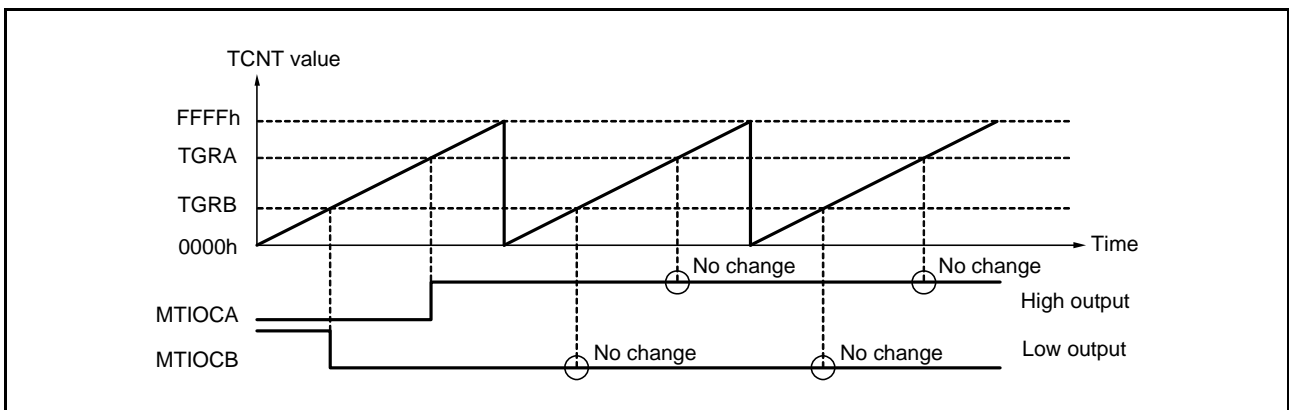 TCNT value
FFFFh
TGRA
TGRB
0000h
Time
No change
No change
MTIOCA
High output
No change
No change
MTIOCB
Low output